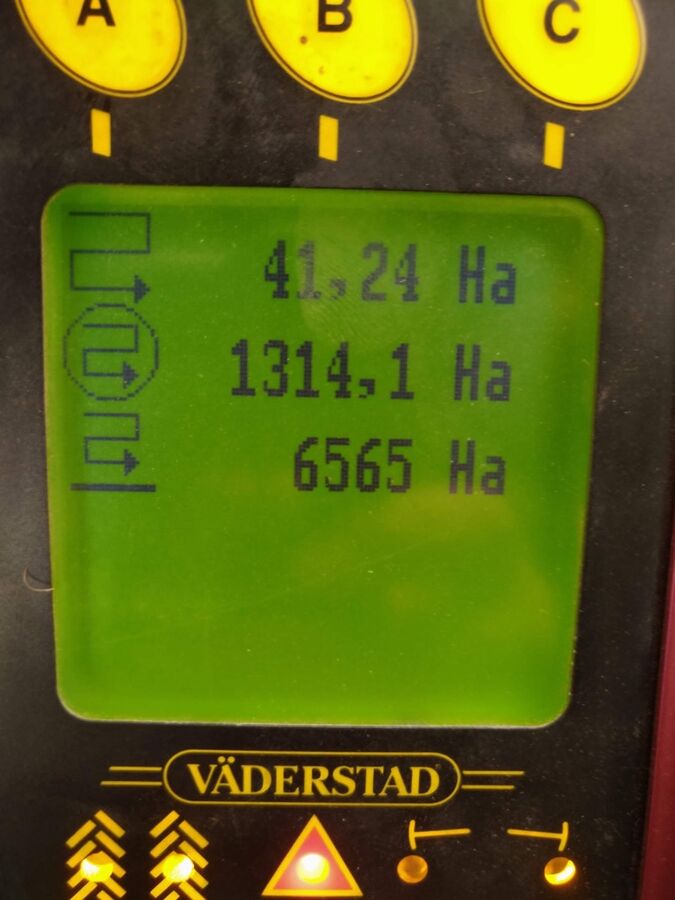 A B C
41,24 Ha
1314,1 Ha
6565 Ha
VÄDERSTAD